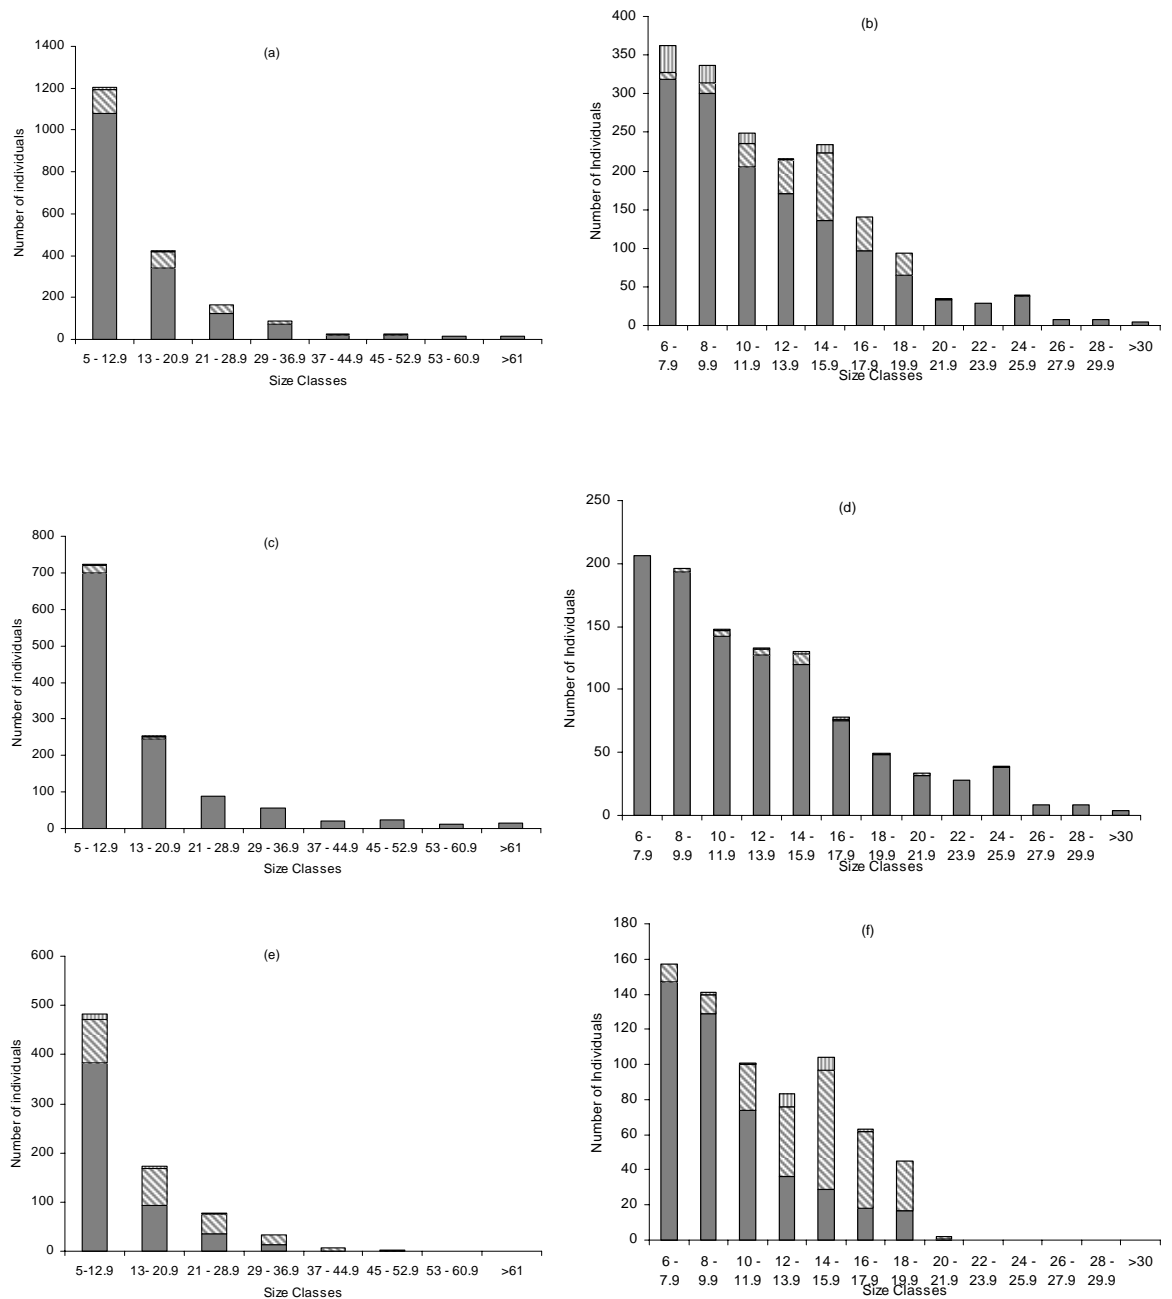 (a)
1400
1200
1000
800
600
400
200
0
Number of individuals
5 - 12.9 13 - 20.9 21 - 28.9 29 - 36.9 37 - 44.9 45 - 52.9 53 - 60.9 >61
Size Classes
(b)
400
350
300
250
200
150
100
50
0
Number of Individuals
6 - 8 - 10 - 12 - 14 - 16 - 18 - 20 - 22 - 24 - 26 - 28 - >30
7.9 9.9 11.9 13.9 15.9 17.9 19.9 21.9 23.9 25.9 27.9 29.9
Size Classes
(c)
800
700
600
500
400
300
200
100
0
Number of individuals
5 - 12.9 13 - 20.9 21 - 28.9 29 - 36.9 37 - 44.9 45 - 52.9 53 - 60.9 >61
Size Classes
(d)
250
200
150
100
50
0
Number of Individuals
6 - 8 - 10 - 12 - 14 - 16 - 18 - 20 - 22 - 24 - 26 - 28 - >30
7.9 9.9 11.9 13.9 15.9 17.9 19.9 21.9 23.9 25.9 27.9 29.9
Size Classes
(e)
600
500
400
300
200
100
0
Number of individuals
5-12.9 13- 20.9 21 - 28.9 29 - 36.9 37 - 44.9 45 - 52.9 53 - 60.9 >61
Size Classes
(f)
180
160
140
120
100
80
60
40
20
0
Number of Individuals
6 - 8 - 10 - 12 - 14 - 16 - 18 - 20 - 22 - 24 - 26 - 28 - >30
7.9 9.9 11.9 13.9 15.9 17.9 19.9 21.9 23.9 25.9 27.9 29.9
Size Classes